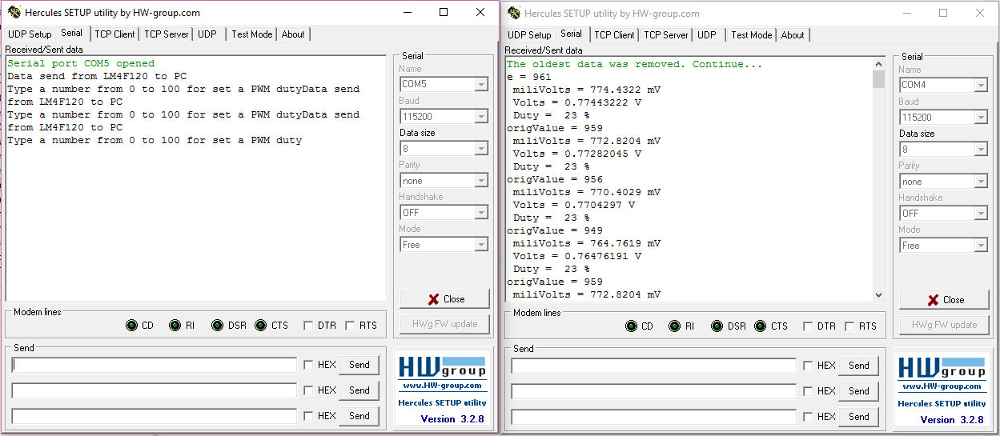 Hercules SETUP utility by HW-group.com
UDP Setup Serial TCP Client TCP Server UDP Test Mode About
Received/Sent data
Serial port COM5 opened
Data send from LM4F120 to PC
Type a number from 0 to 100 for set a PWM dutyData send
from LM4F120 to PC
Type a number from 0 to 100 for set a PWM dutyData send
from LM4F120 to PC
Type a number from 0 to 100 for set a PWM duty
Serial
Name
COM5
Baud
115200
Data size
8
Parity
none
Handshake
OFF
Mode
Free
Close
HWg FW update
Modem lines
CD RI DSR CTS DTR RTS
Send
HEX Send
HEX Send
HEX Send
HW group
www.HW-group.com
Hercules SETUP utility
Version 3.2.8
Hercules SETUP utility by HW-group.com
UDP Setup Serial TCP Client TCP Server UDP Test Mode About
Received/Sent data
The oldest data was removed. Continue...
e = 961
miliVolts = 774.4322 mV
Volts = 0.77443222 V
Duty = 23 %
origValue = 959
miliVolts = 772.8204 mV
Volts = 0.77282045 V
Duty = 23 %
origValue = 956
miliVolts = 770.4029 mV
Volts = 0.7704297 V
Duty = 23 %
origValue = 949
miliVolts = 764.7619 mV
Volts = 0.76476191 V
Duty = 23 %
origValue = 959
miliVolts = 772.8204 mV
Serial
Name
COM4
Baud
115200
Data size
8
Parity
none
Handshake
OFF
Mode
Free
Close
HWg FW update
Modem lines
CD RI DSR CTS DTR RTS
Send
HEX Send
HEX Send
HEX Send
HW group
www.HW-group.com
Hercules SETUP utility
Version 3.2.8